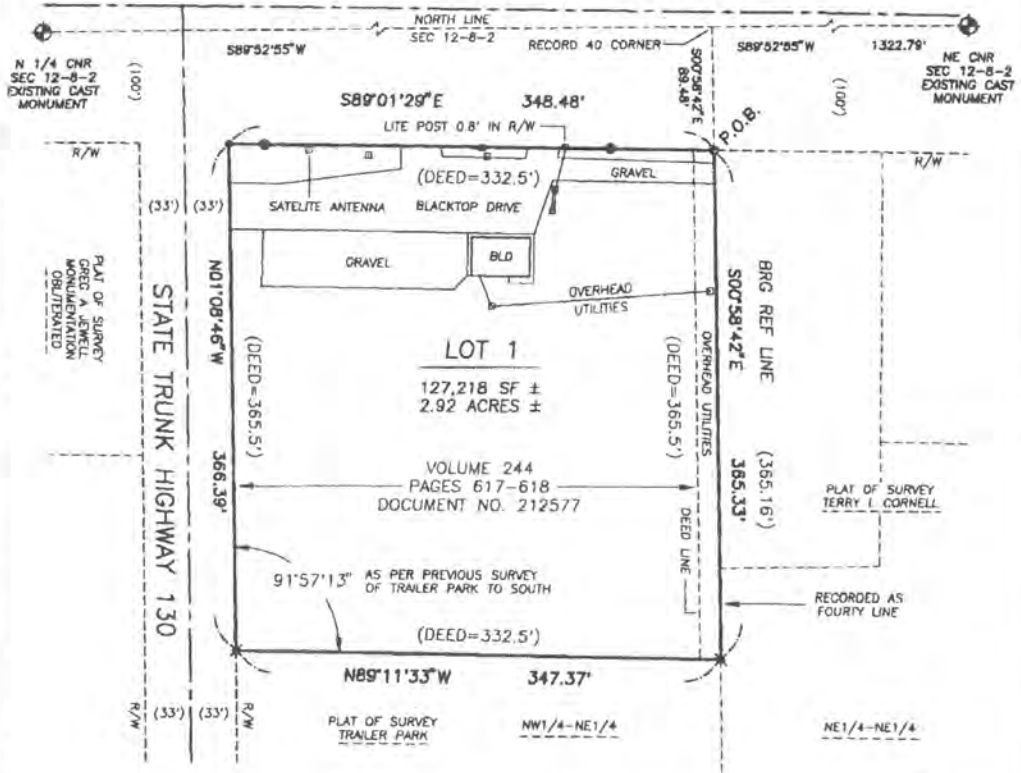 NORTH LINE
SEC 12-8-2
S89°52'55"W
RECORD 40 CORNER
S89°52'55"W
1322.79'
N 1/4 CNR
SEC 12-8-2
EXISTING CAST
MONUMENT
NE CNR
SEC 12-8-2
EXISTING CAST
MONUMENT
(100')
(100')
S00°58'42"E
89.48'
S89°01'29"E 348.48'
LITE POST 0.8' IN R/W
P.O.B.
R/W
R/W
(DEED=332.5')
GRAVEL
(33') (33')
SATELITE ANTENNA
BLACKTOP DRIVE
GRAVEL
BLD
OVERHEAD
UTILITIES
PLAT OF SURVEY
GREG A. JEWELL
MONUMENTATION
OBLITERATED
STATE TRUNK HIGHWAY 130
N01°08'46"W
366.39'
(DEED=365.5')
LOT 1
127,218 SF ±
2.92 ACRES ±
(DEED=365.5')
OVERHEAD UTILITIES
S00°58'42"E
365.33'
BRG REF LINE
(365.16')
VOLUME 244
PAGES 617-618
DOCUMENT NO. 212577
DEED LINE
PLAT OF SURVEY
TERRY L CORNELL
91°57'13"
AS PER PREVIOUS SURVEY
OF TRAILER PARK TO SOUTH
RECORDED AS
FOURTY LINE
(DEED=332.5')
N89°11'33"W 347.37'
R/W
(33') (33')
R/W
PLAT OF SURVEY
TRAILER PARK
NW1/4-NE1/4
NE1/4-NE1/4